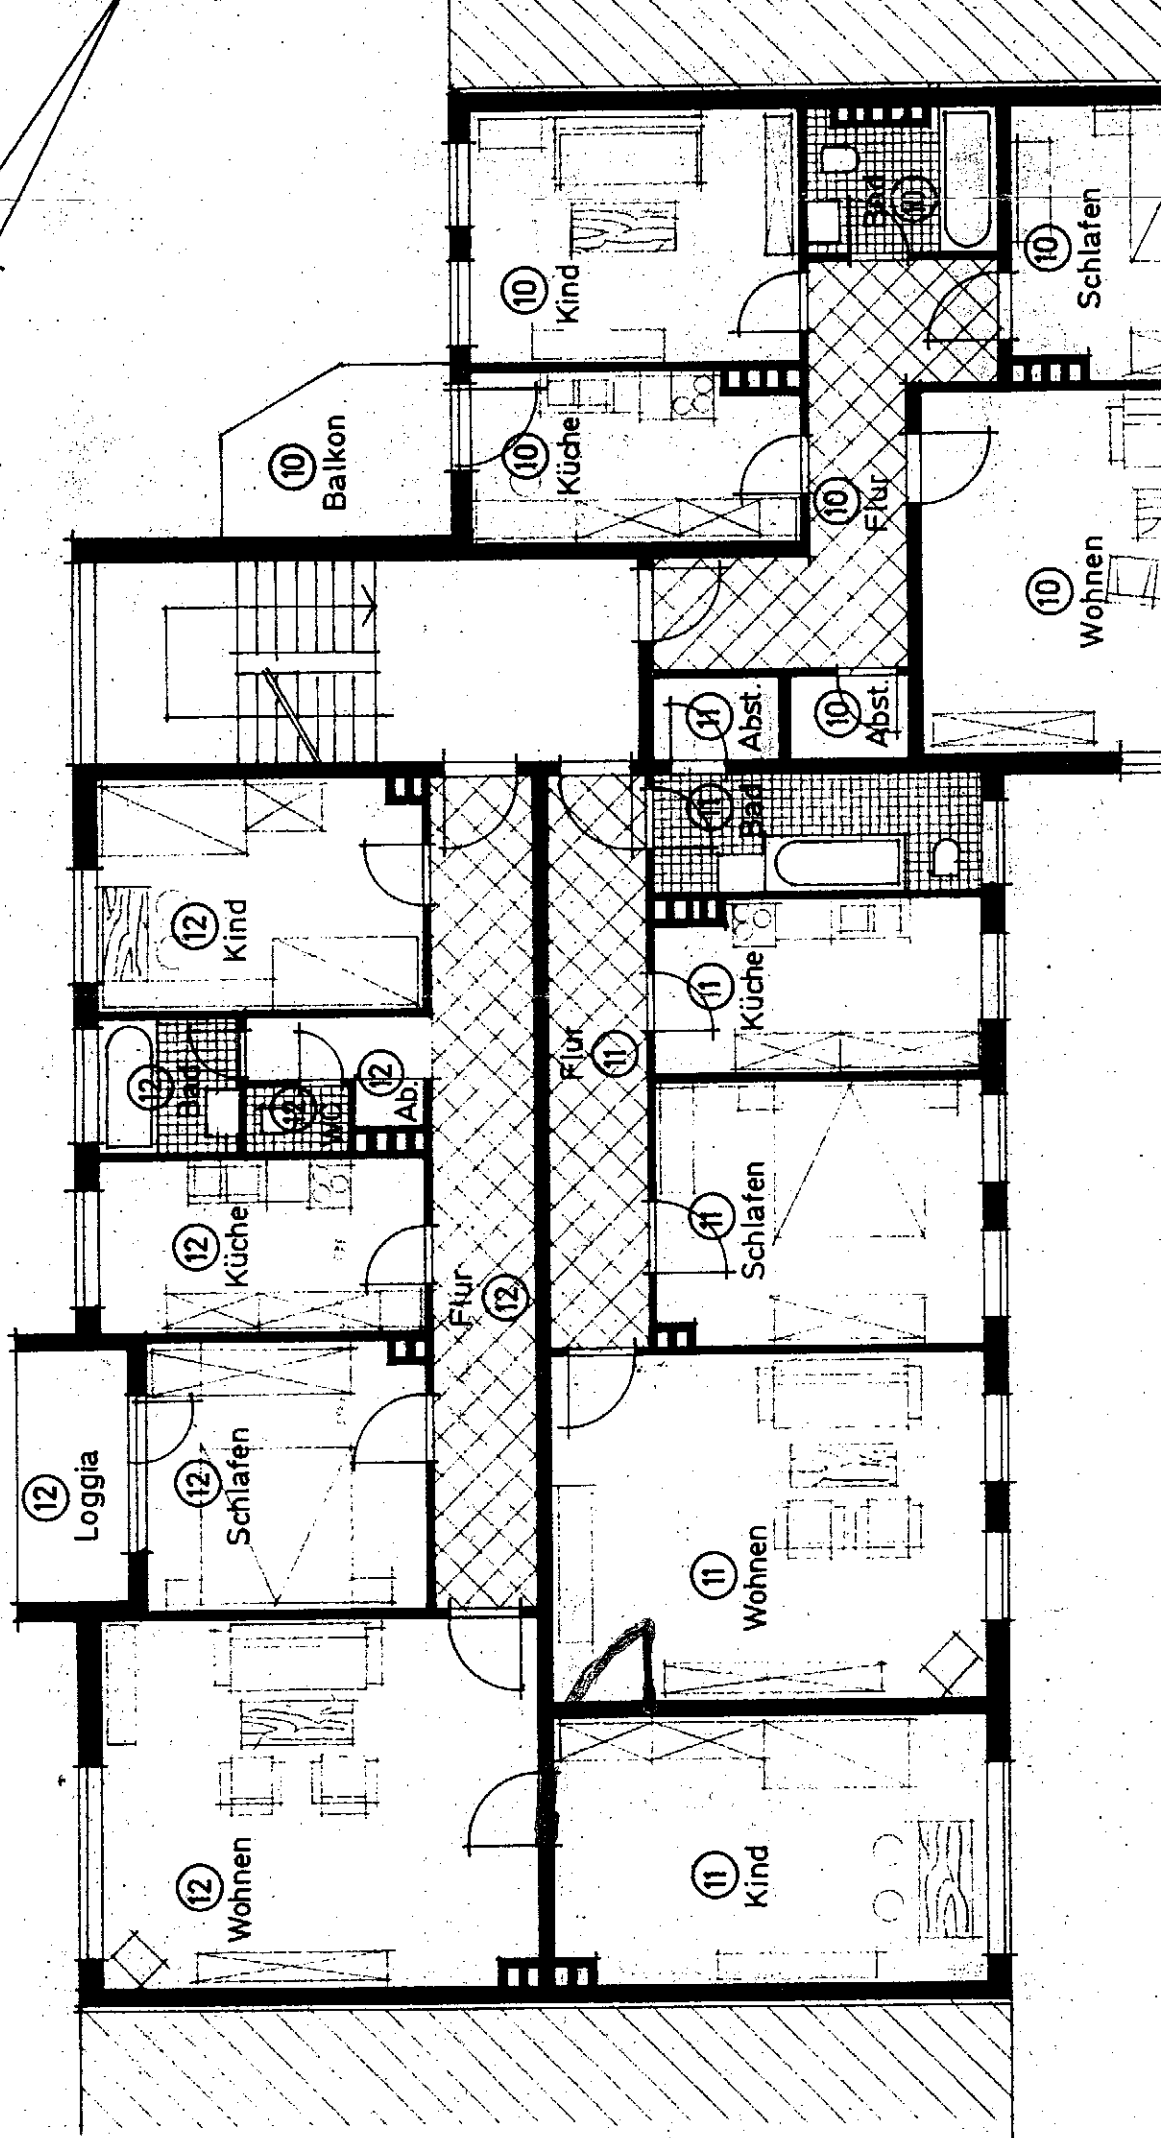 10
Kind
Bad
10
10
Schlafen
10
Balkon
10
Küche
10
Flur
10
Wohnen
11
Abst.
10
Abst.
11
Bad
12
Kind
12
Bad
12
WC
12
Ab.
11
Küche
Flur
11
12
Küche
Flur
12
11
Schlafen
12
Loggia
12
Schlafen
11
Wohnen
12
Wohnen
11
Kind